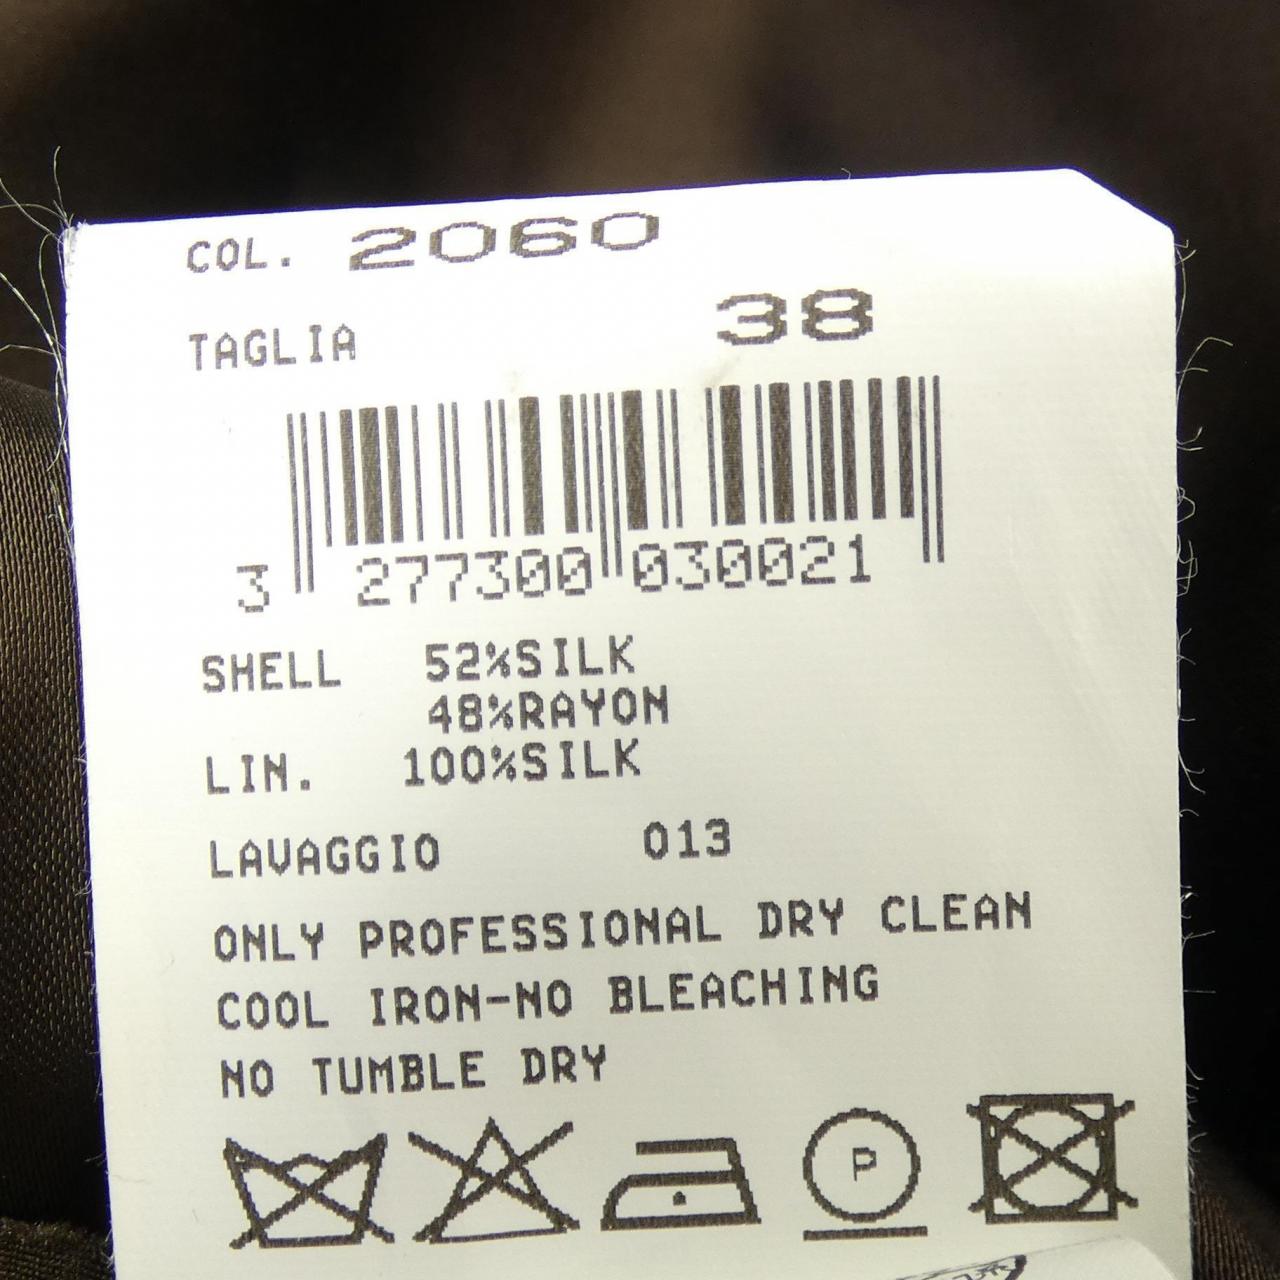 COL. 2060
TAGLIA 38
3 277300 030021
SHELL 52%SILK
48%RAYON
LIN. 100%SILK
LAVAGGIO 013
ONLY PROFESSIONAL DRY CLEAN
COOL IRON-NO BLEACHING
NO TUMBLE DRY
P